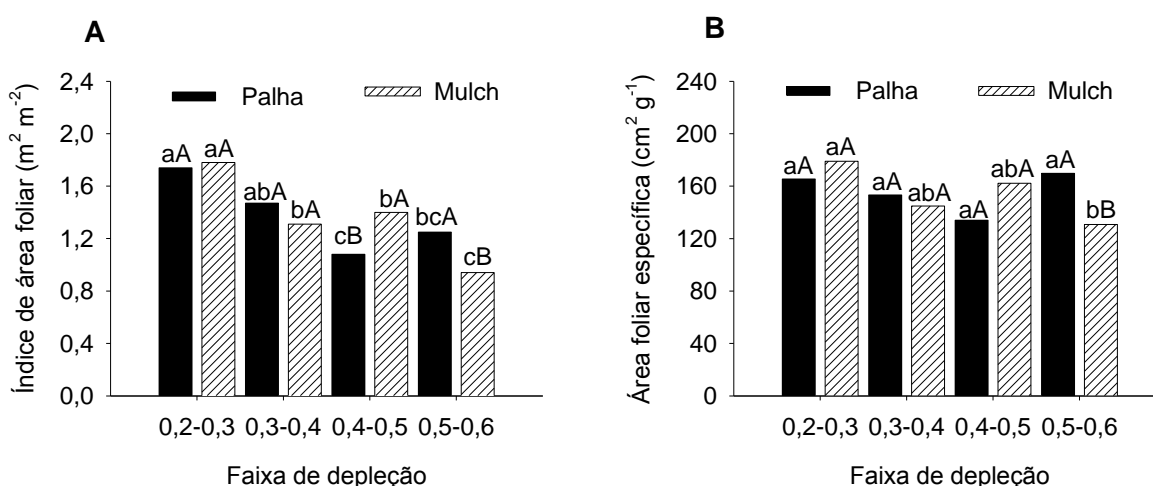 A
Índice de área foliar (m² m⁻²)
2,4
2,0
1,6
1,2
0,8
0,4
0,0
Palha
Mulch
aA
aA
abA
bA
cB
bA
bcA
cB
0,2-0,3 0,3-0,4 0,4-0,5 0,5-0,6
Faixa de depleção
B
Área foliar específica (cm² g⁻¹)
240
200
160
120
80
40
0
Palha
Mulch
aA
aA
aA
abA
aA
abA
aA
bB
0,2-0,3 0,3-0,4 0,4-0,5 0,5-0,6
Faixa de depleção